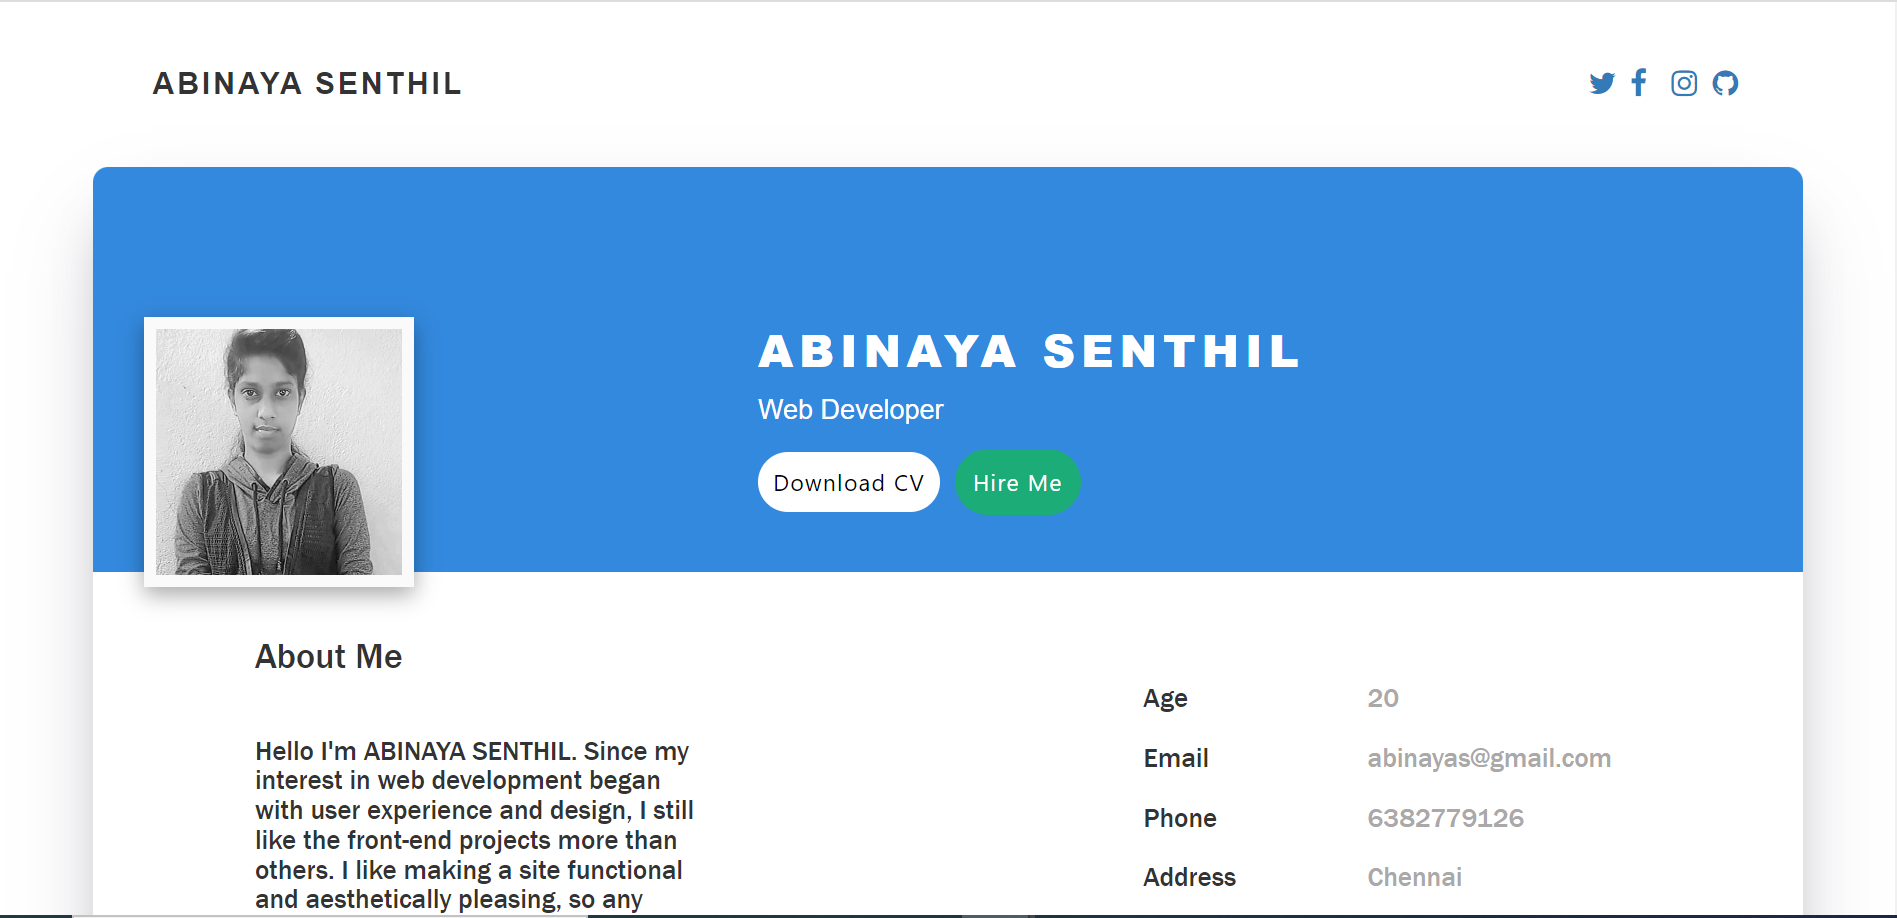 ABINAYA SENTHIL
ABINAYA SENTHIL
Web Developer
Download CV
Hire Me
About Me
Hello I'm ABINAYA SENTHIL. Since my
interest in web development began
with user experience and design, I still
like the front-end projects more than
others. I like making a site functional
and aesthetically pleasing, so any
Age 20
Email abinayas@gmail.com
Phone 6382779126
Address Chennai